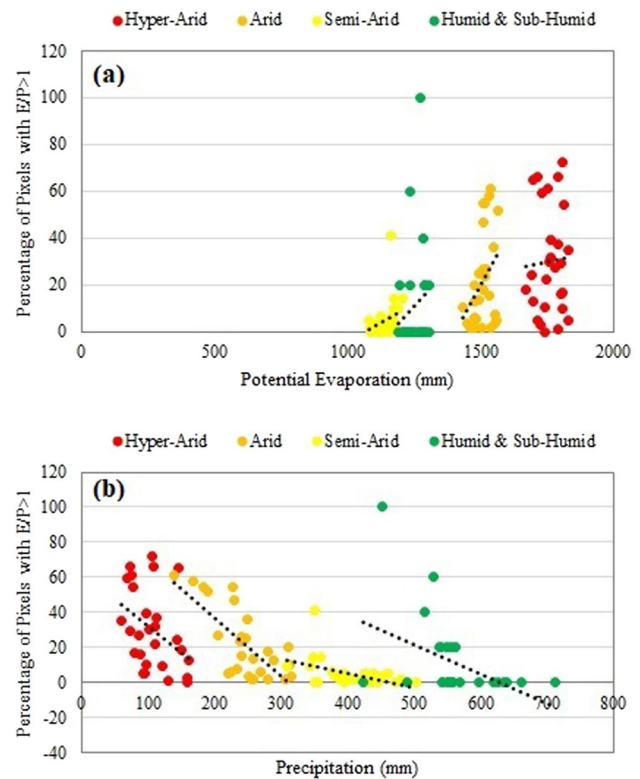 Hyper-Arid Arid Semi-Arid Humid & Sub-Humid
120
(a)
100
80
60
40
20
0
Percentage of Pixels with E/P>1
0 500 1000 1500 2000
Potential Evaporation (mm)
Hyper-Arid Arid Semi-Arid Humid & Sub-Humid
120
(b)
100
80
60
40
20
0
-20
-40
Percentage of Pixels with E/P>1
0 100 200 300 400 500 600 700 800
Precipitation (mm)